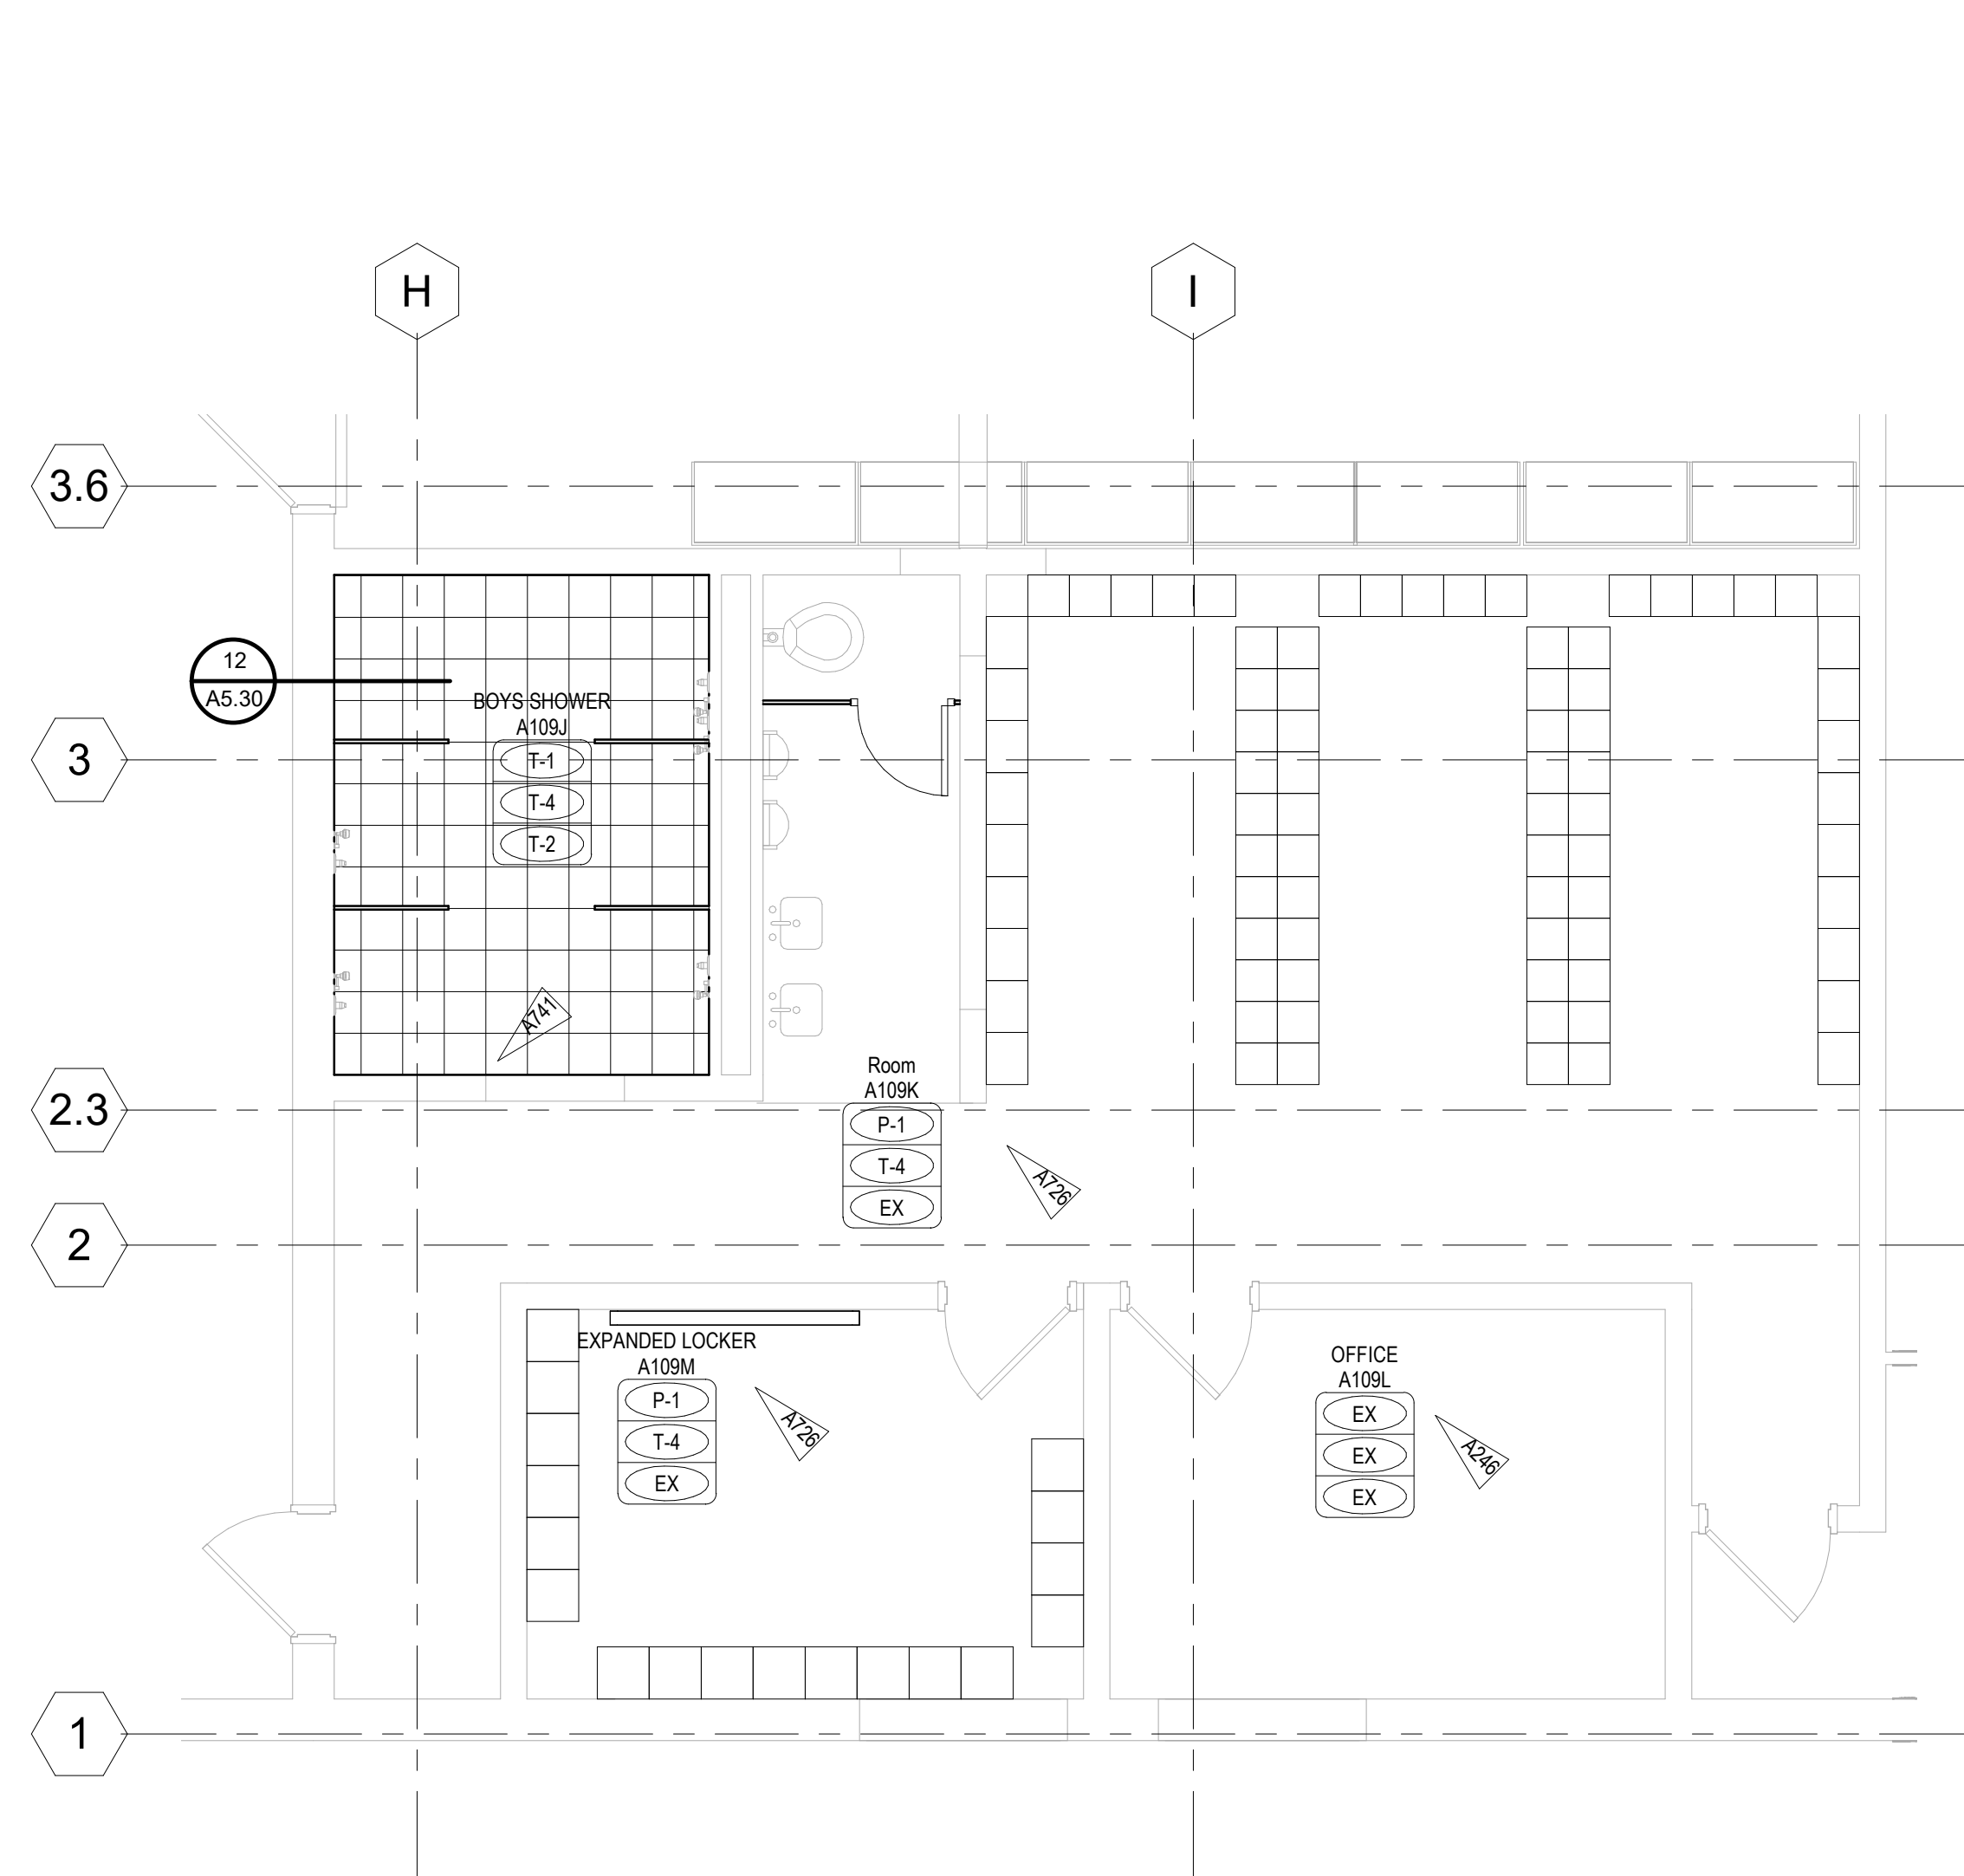 H
I
3.6
12
A5.30
BOYS SHOWER
A109J
3
T-1
T-4
T-2
A741
Room
A109K
2.3
P-1
T-4
EX
A726
2
EXPANDED LOCKER
A109M
P-1
T-4
EX
A726
OFFICE
A109L
EX
EX
EX
A246
1